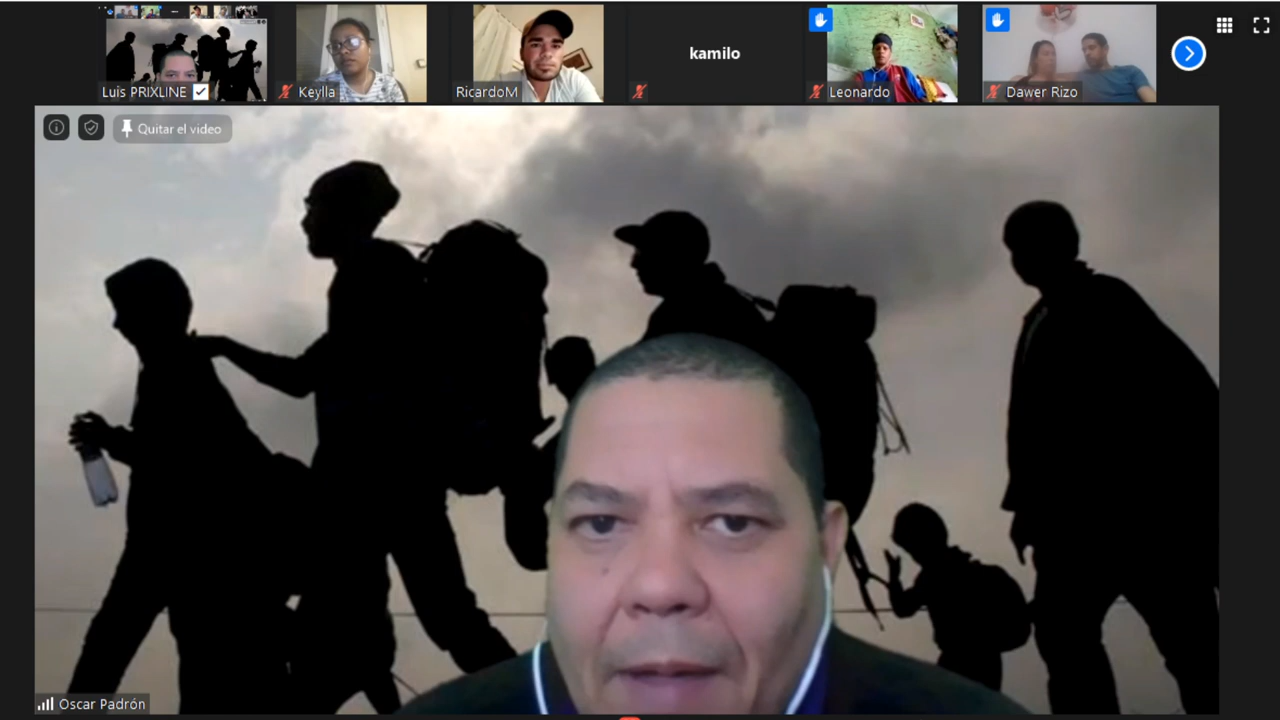 Luis PRIXLINE
Keylla
RicardoM
kamilo
Leonardo
Dawer Rizo
Quitar el video
Oscar Padrón